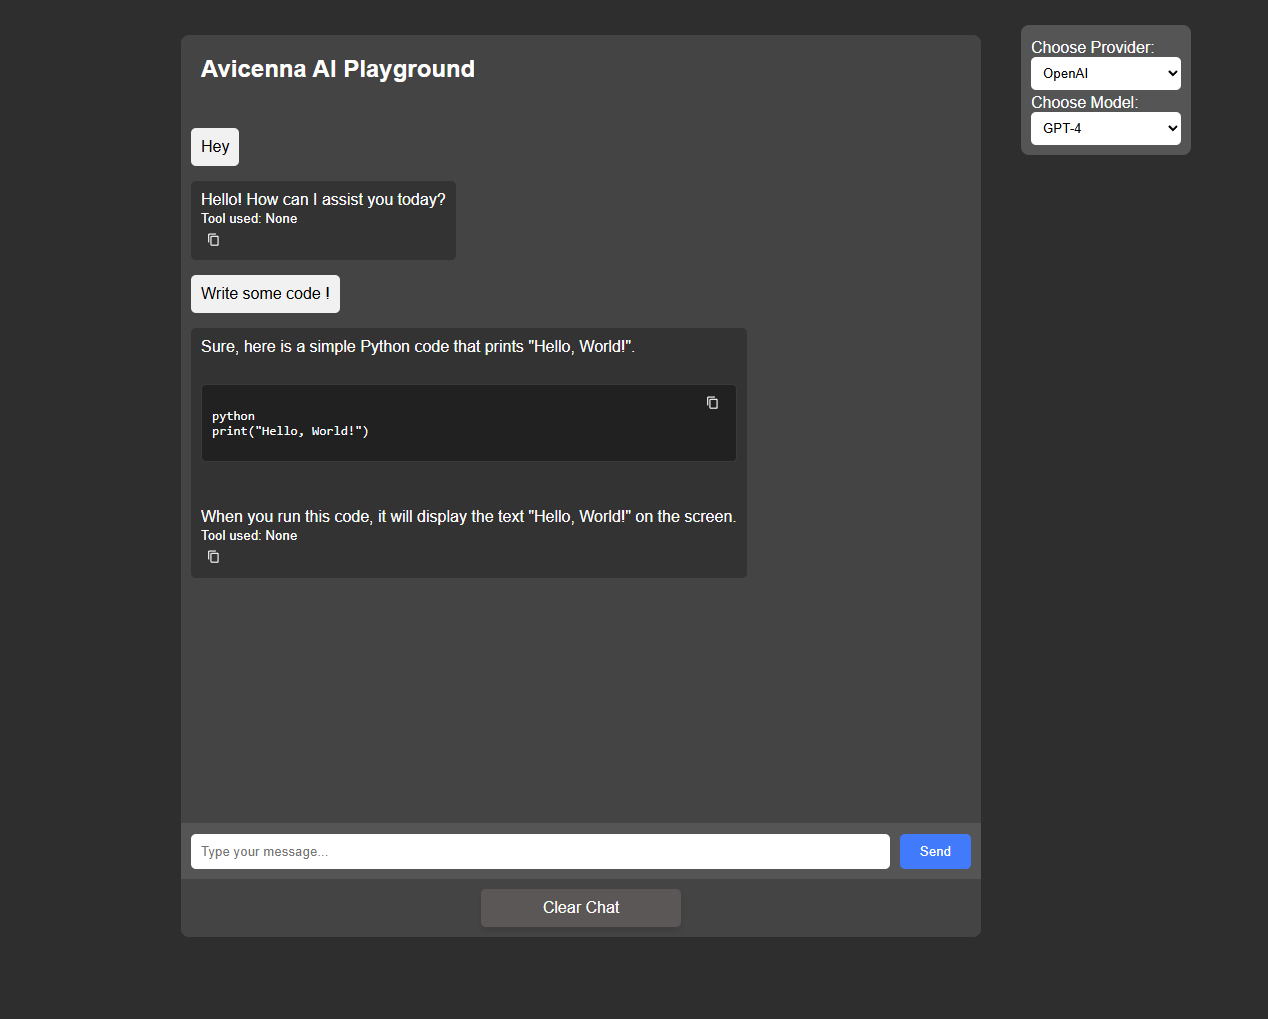 Avicenna AI Playground
Choose Provider:
OpenAI
Choose Model:
GPT-4
Hey
Hello! How can I assist you today?
Tool used: None
Write some code !
Sure, here is a simple Python code that prints "Hello, World!".
python
print("Hello, World!")
When you run this code, it will display the text "Hello, World!" on the screen.
Tool used: None
Type your message...
Send
Clear Chat